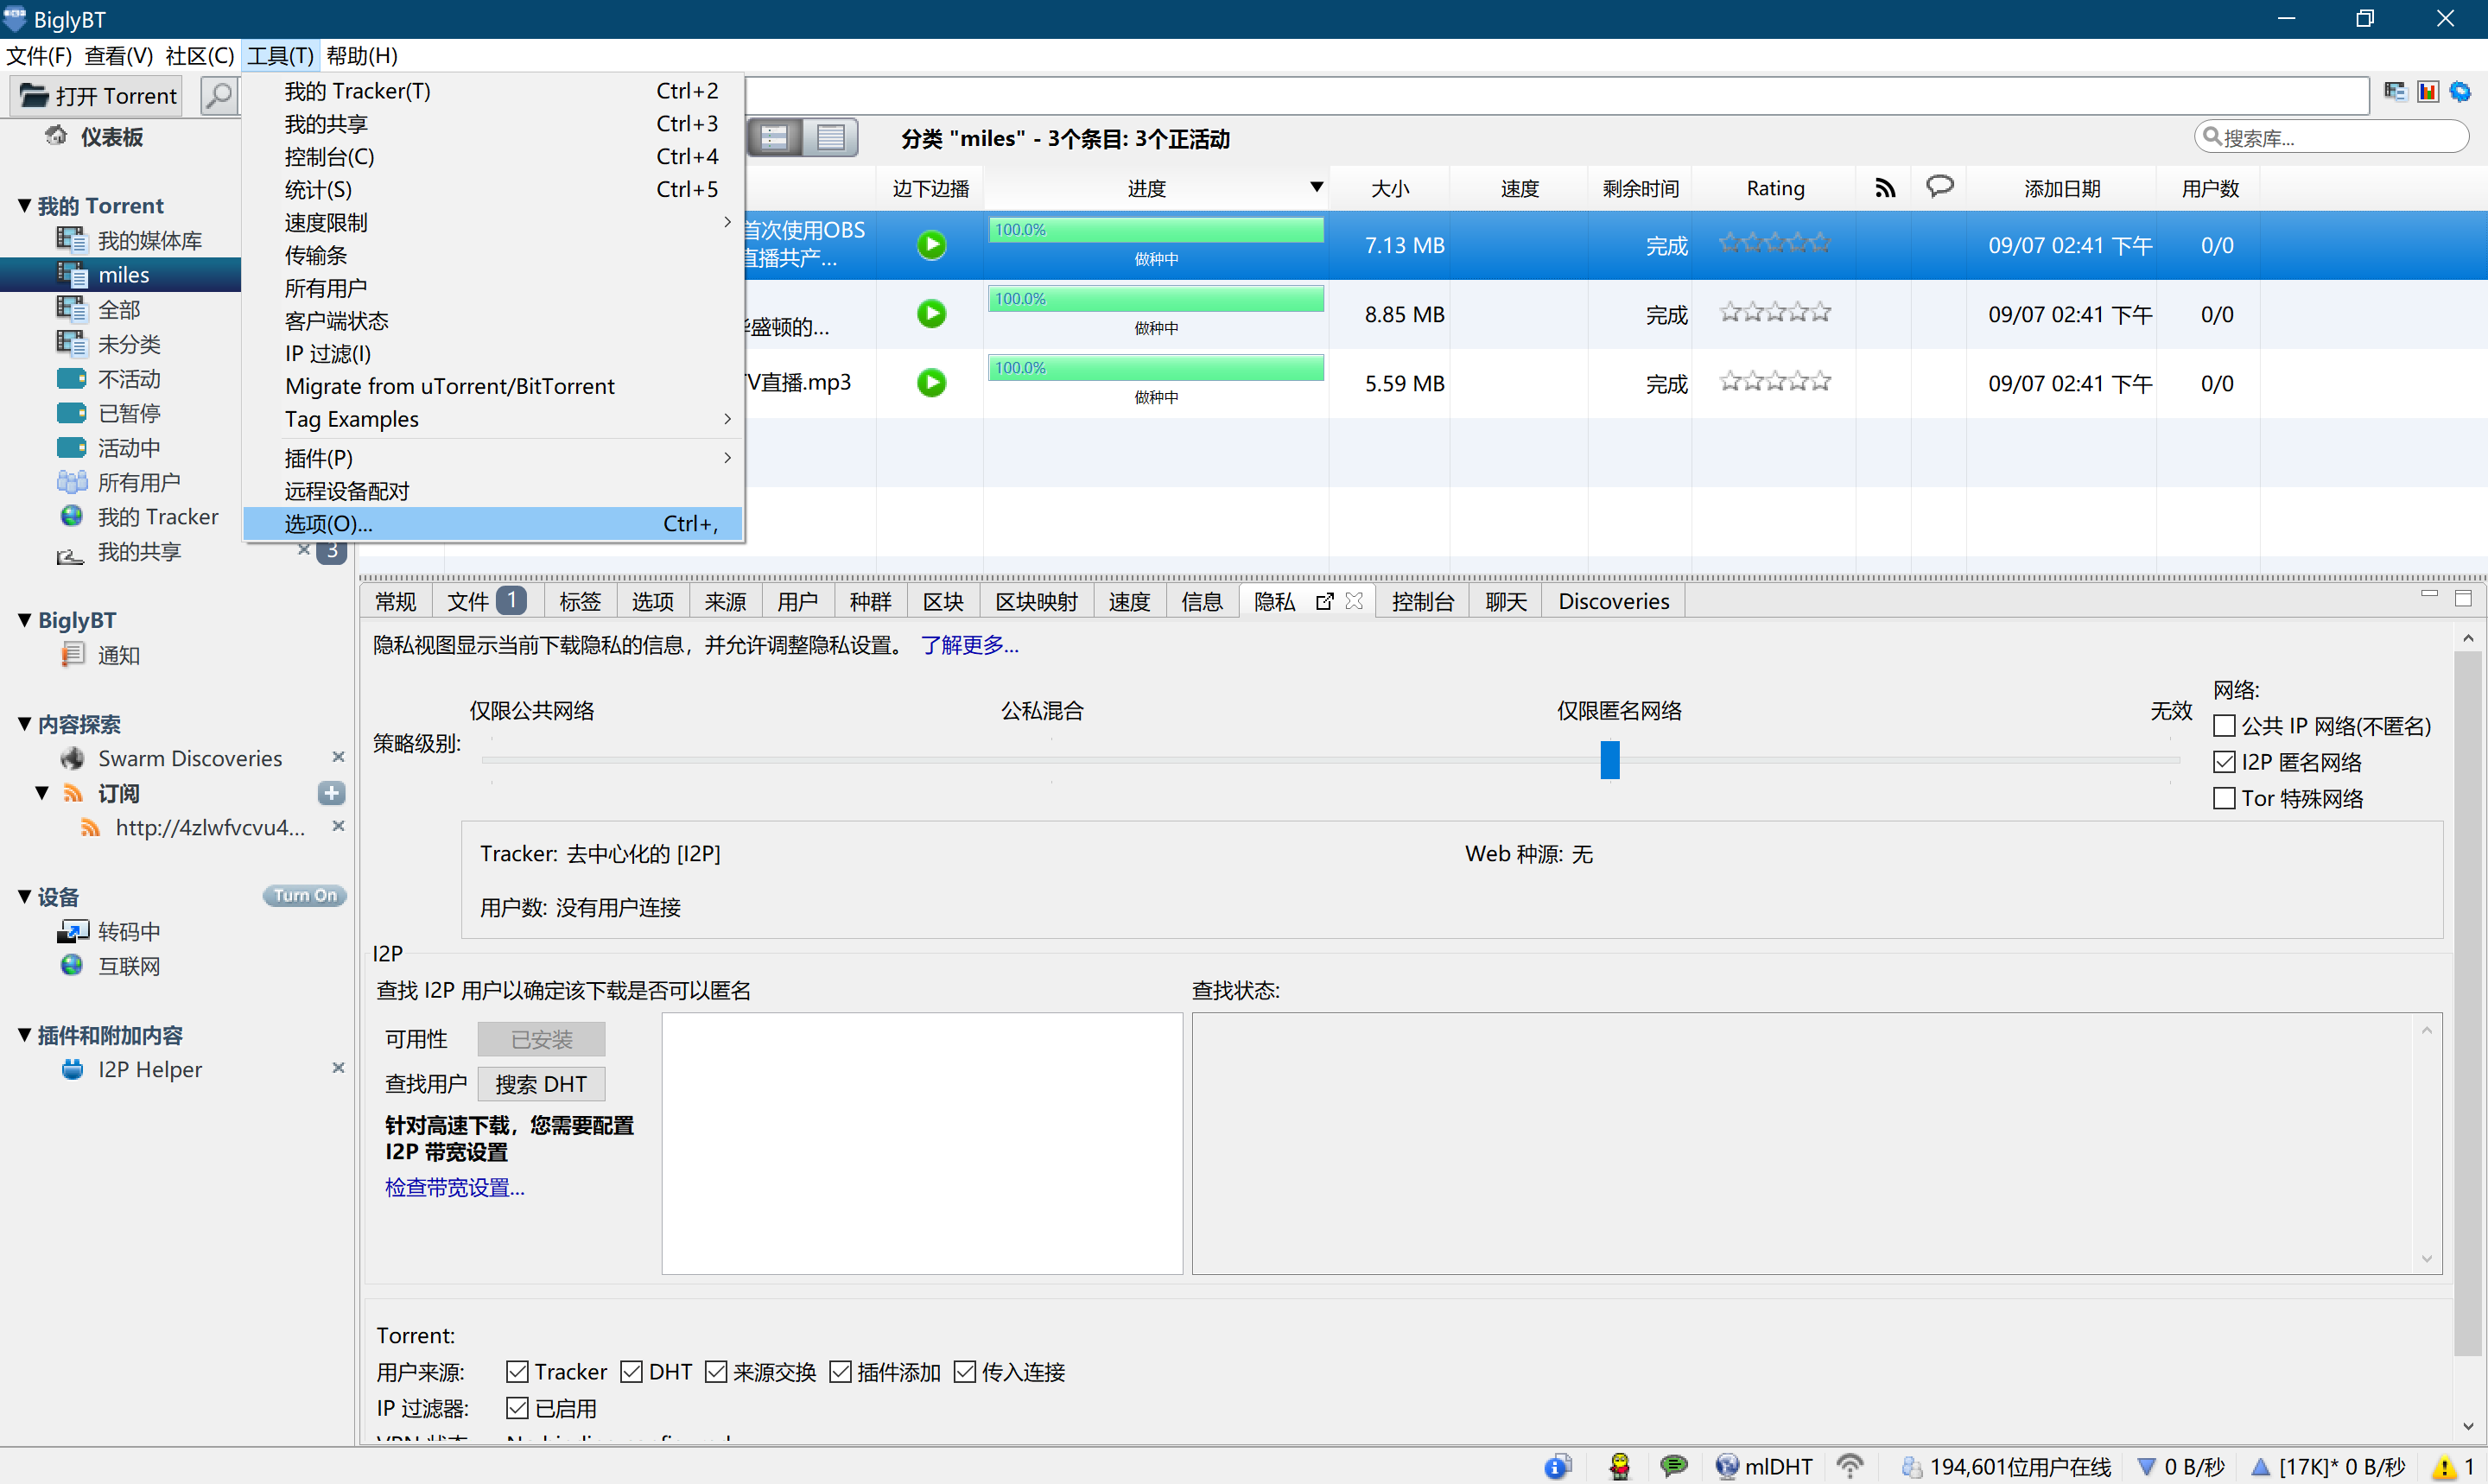 BiglyBT
文件(F) 查看(V) 社区(C) 工具(T) 帮助(H)
打开 Torrent
我的 Tracker(T) Ctrl+2
我的共享 Ctrl+3
控制台(C) Ctrl+4
统计(S) Ctrl+5
速度限制
传输条
所有用户
客户端状态
IP 过滤(I)
Migrate from uTorrent/BitTorrent
Tag Examples
插件(P)
远程设备配对
选项(O)... Ctrl+,
仪表板
我的 Torrent
我的媒体库
miles
全部
未分类
不活动
已暂停
活动中
所有用户
我的 Tracker
我的共享 3
BiglyBT
通知
内容探索
Swarm Discoveries
订阅
http://4zlwfvcvu4...
设备 Turn On
转码中
互联网
插件和附加内容
I2P Helper
分类 "miles" - 3个条目: 3个正活动
搜索库...
边下边播 进度 大小 速度 剩余时间 Rating 添加日期 用户数
首次使用OBS
直播共产... 100.0% 做种中 7.13 MB 完成 09/07 02:41 下午 0/0
华盛顿的... 100.0% 做种中 8.85 MB 完成 09/07 02:41 下午 0/0
V直播.mp3 100.0% 做种中 5.59 MB 完成 09/07 02:41 下午 0/0
常规 文件 1 标签 选项 来源 用户 种群 区块 区块映射 速度 信息 隐私 控制台 聊天 Discoveries
隐私视图显示当前下载隐私的信息，并允许调整隐私设置。 了解更多...
仅限公共网络 公私混合 仅限匿名网络 无效
策略级别:
网络:
公共 IP 网络(不匿名)
I2P 匿名网络
Tor 特殊网络
Tracker: 去中心化的 [I2P] Web 种源: 无
用户数: 没有用户连接
I2P
查找 I2P 用户以确定该下载是否可以匿名 查找状态:
可用性 已安装
查找用户 搜索 DHT
针对高速下载，您需要配置
I2P 带宽设置
检查带宽设置...
Torrent:
用户来源: Tracker DHT 来源交换 插件添加 传入连接
IP 过滤器: 已启用
mlDHT 194,601位用户在线 0 B/秒 [17K]* 0 B/秒 1